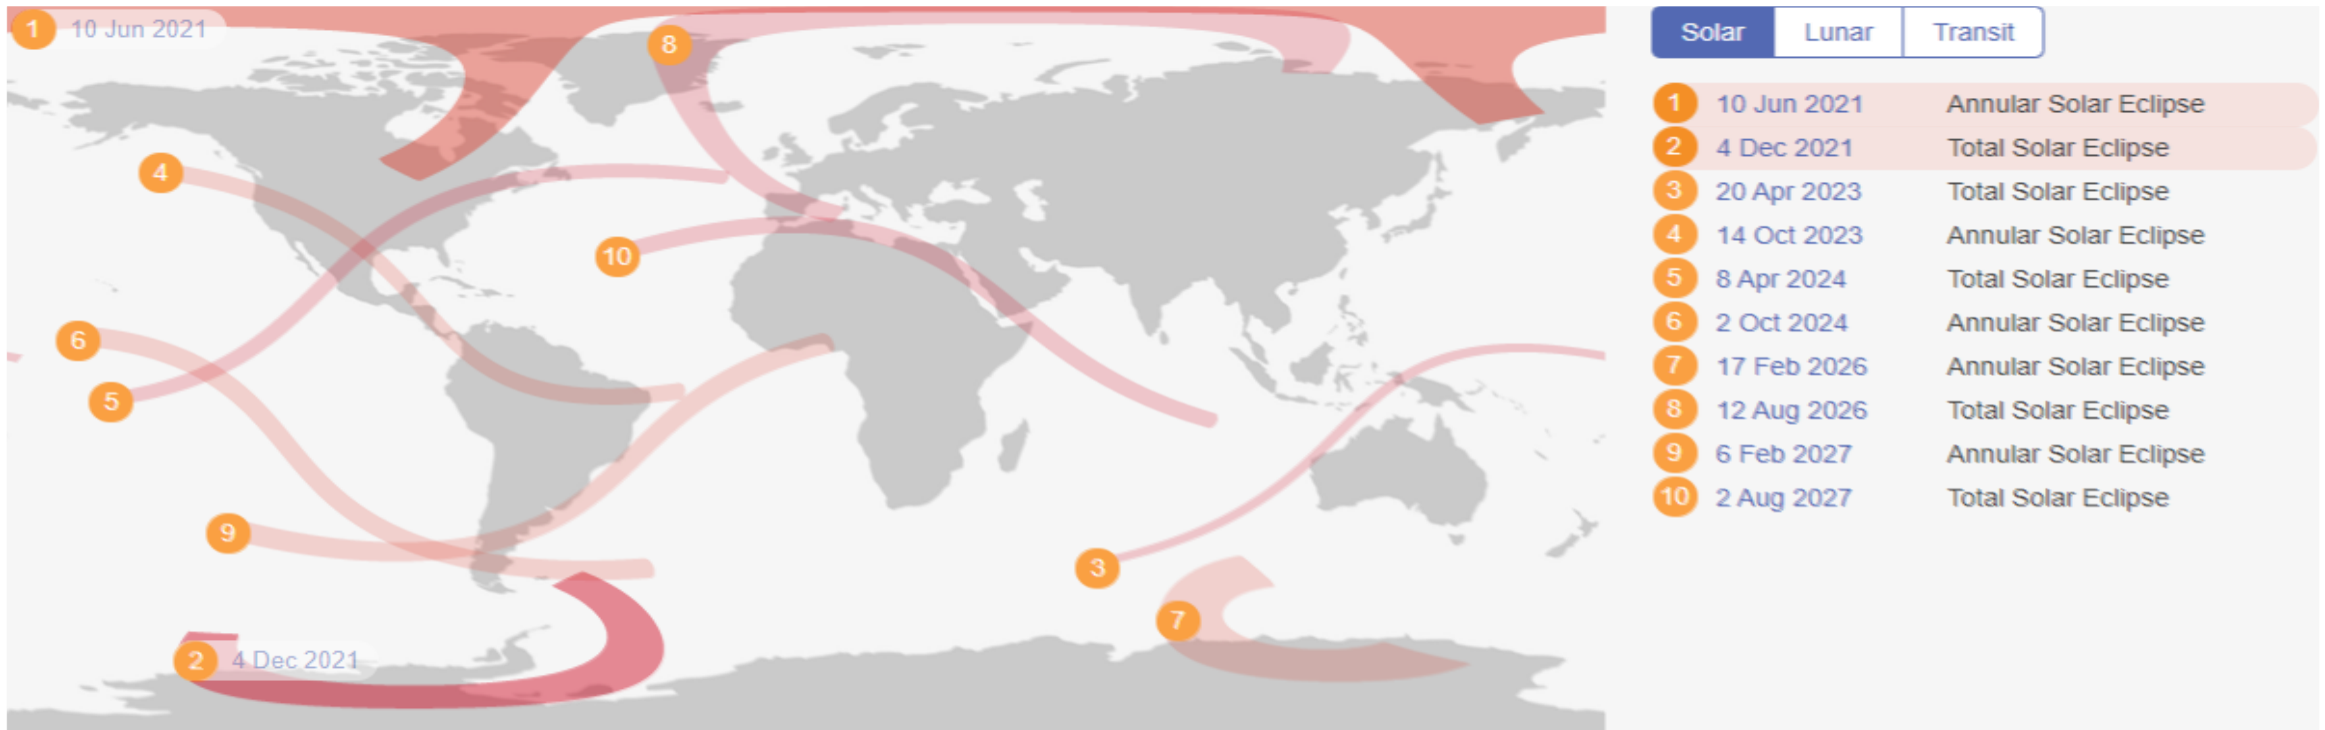 1 10 Jun 2021
8
4
10
6
5
9
3
7
2 4 Dec 2021
Solar Lunar Transit
1 10 Jun 2021 Annular Solar Eclipse
2 4 Dec 2021 Total Solar Eclipse
3 20 Apr 2023 Total Solar Eclipse
4 14 Oct 2023 Annular Solar Eclipse
5 8 Apr 2024 Total Solar Eclipse
6 2 Oct 2024 Annular Solar Eclipse
7 17 Feb 2026 Annular Solar Eclipse
8 12 Aug 2026 Total Solar Eclipse
9 6 Feb 2027 Annular Solar Eclipse
10 2 Aug 2027 Total Solar Eclipse